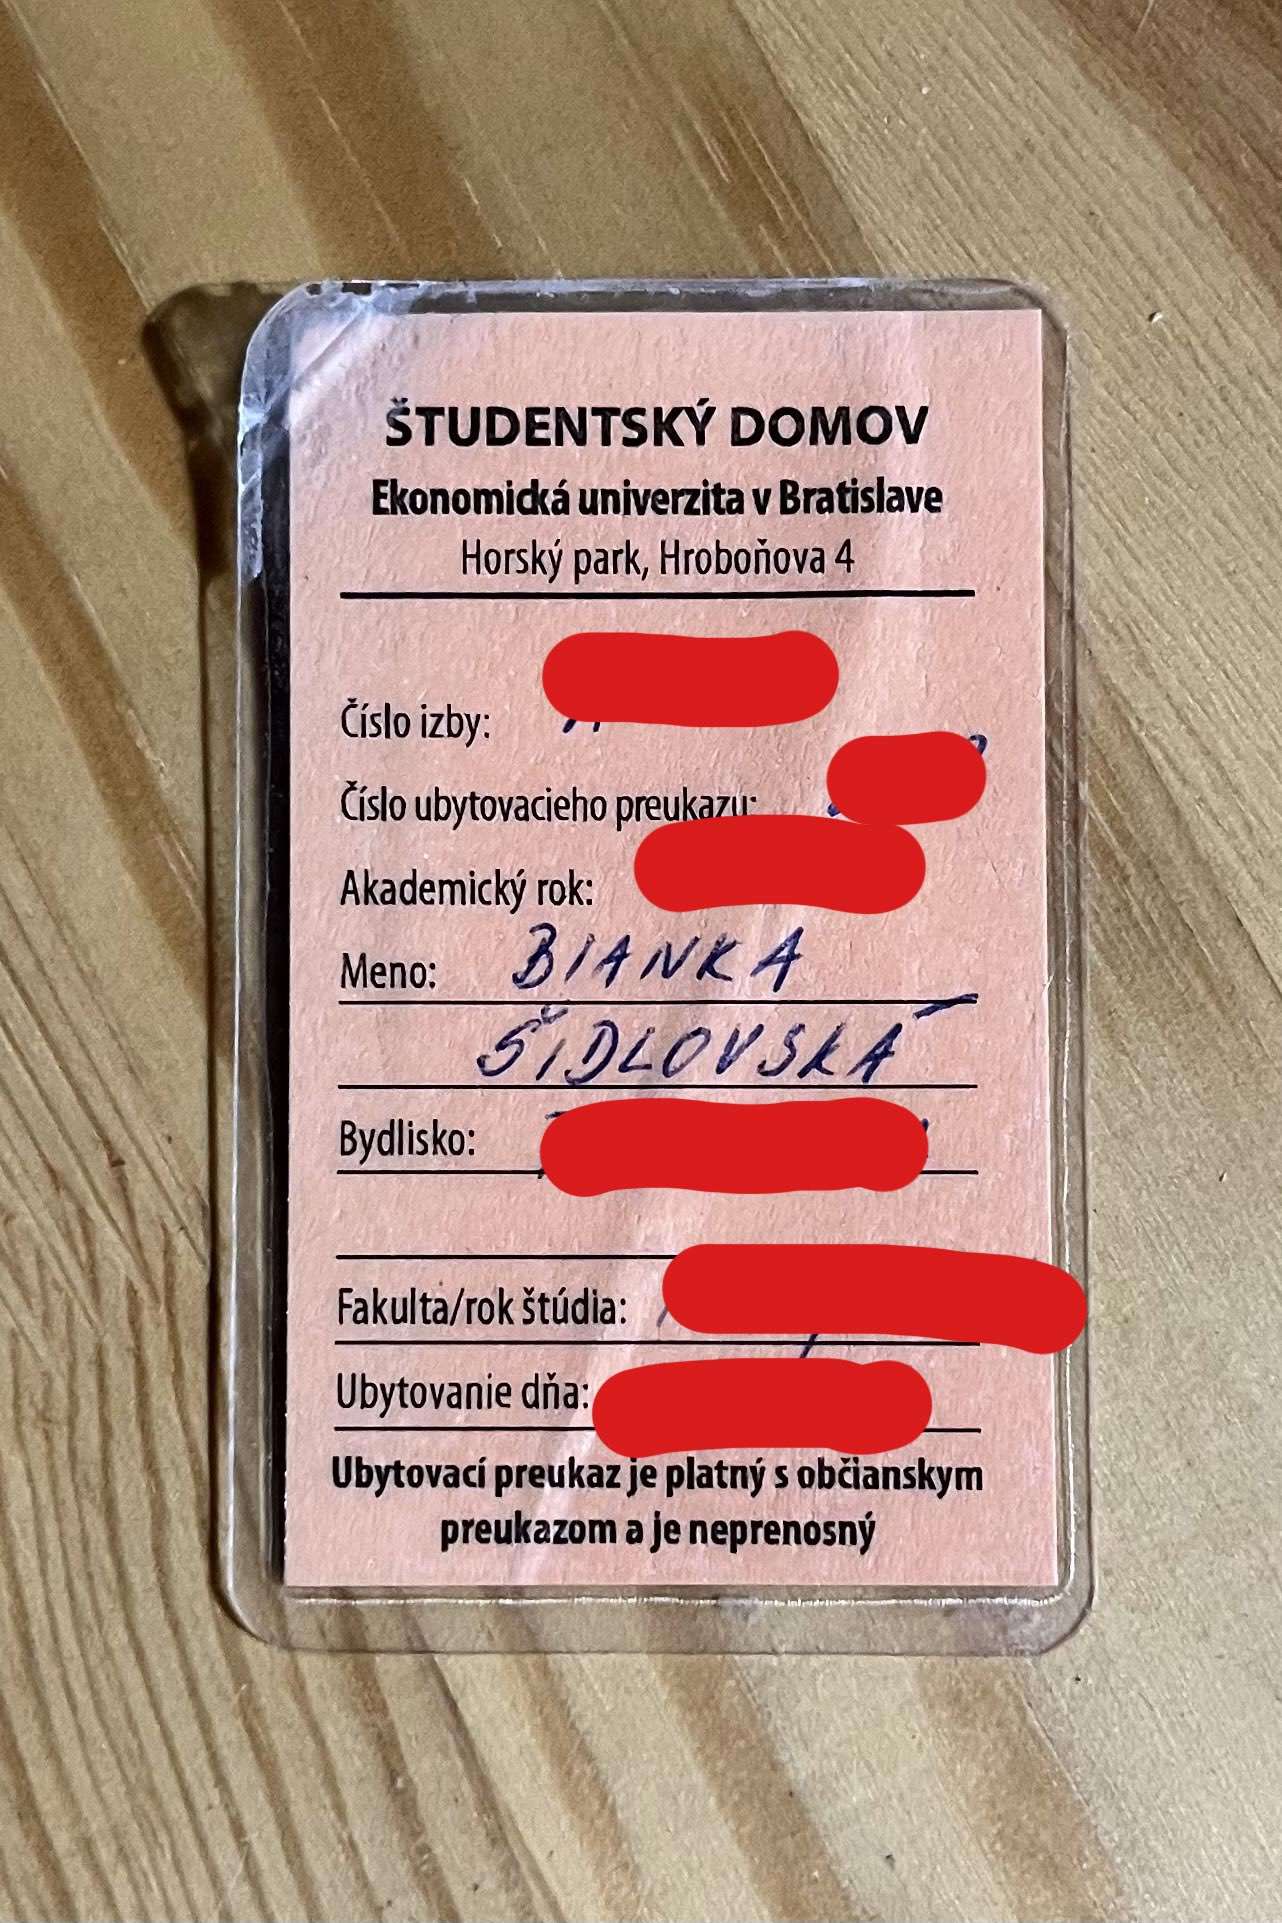 ŠTUDENTSKÝ DOMOV
Ekonomická univerzita v Bratislave
Horský park, Hroboňova 4
Číslo izby:
Číslo ubytovacieho preukazu:
Akademický rok:
Meno: BIANKA
ŠIDLOVSKÁ
Bydlisko:
Fakulta/rok štúdia:
Ubytovanie dňa:
Ubytovací preukaz je platný s občianskym
preukazom a je neprenosný